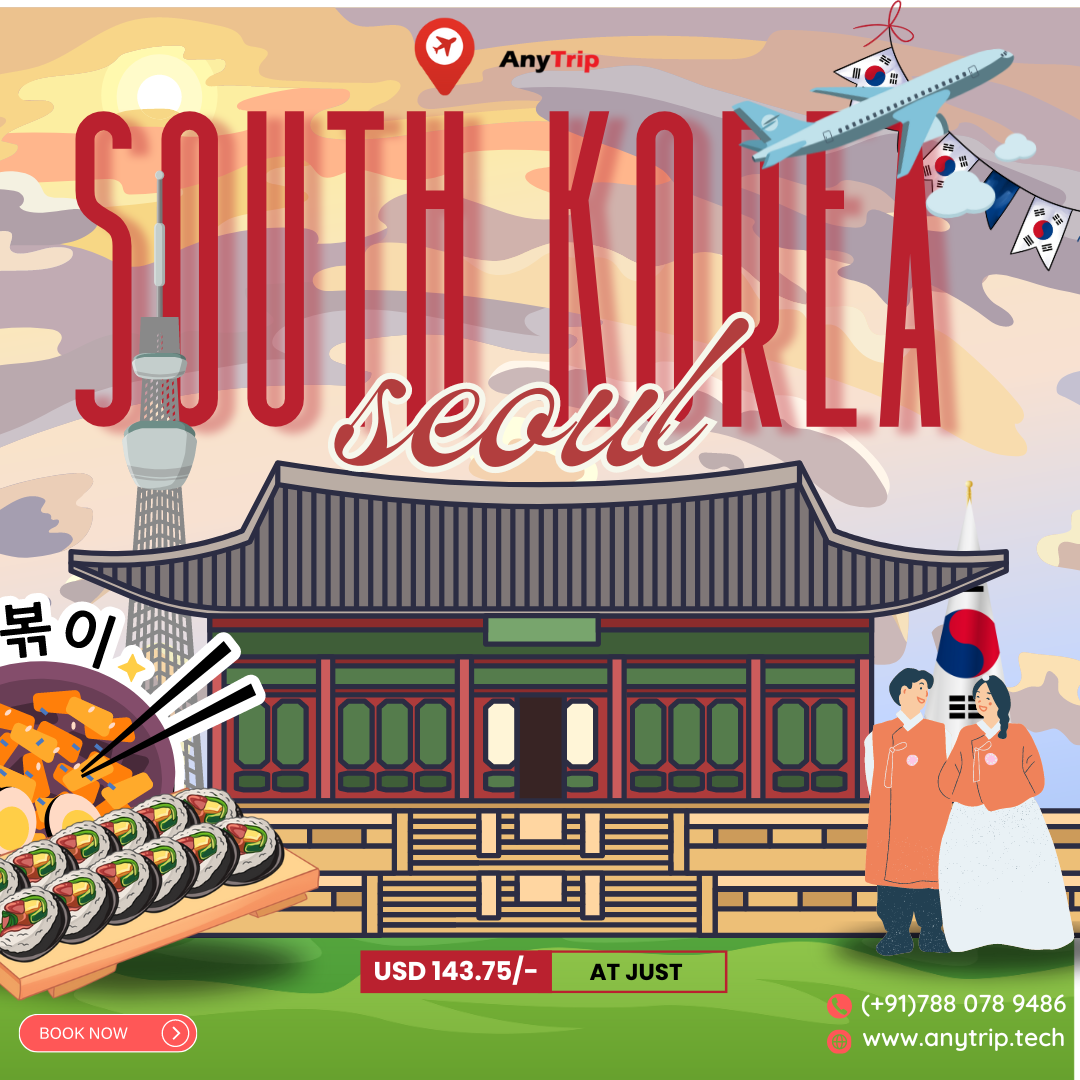 AnyTrip
SOUTH KOREA
seoul
볶이
USD 143.75/- AT JUST
BOOK NOW
(+91)788 078 9486
www.anytrip.tech